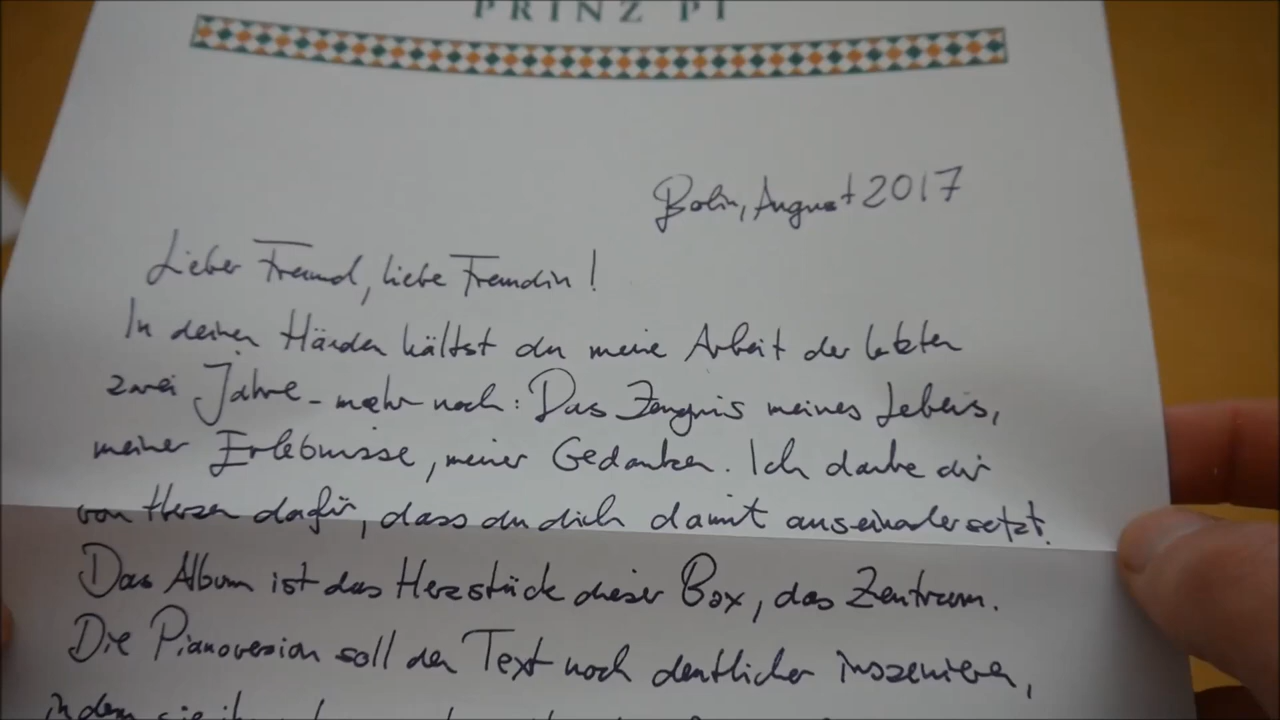 PRINZ PI
Berlin, August 2017
Lieber Freund, liebe Freundin!
In deinen Händen hältst du meine Arbeit der letzten
zwei Jahre - mehr noch: Das Zeugnis meines Lebens,
meiner Erlebnisse, meiner Gedanken. Ich danke dir
von Herzen dafür, dass du dich damit auseinadersetzt.
Das Album ist das Herzstück dieser Box, das Zentrum.
Die Pianoversion soll den Text noch deutlicher inszenieren,
indem sie